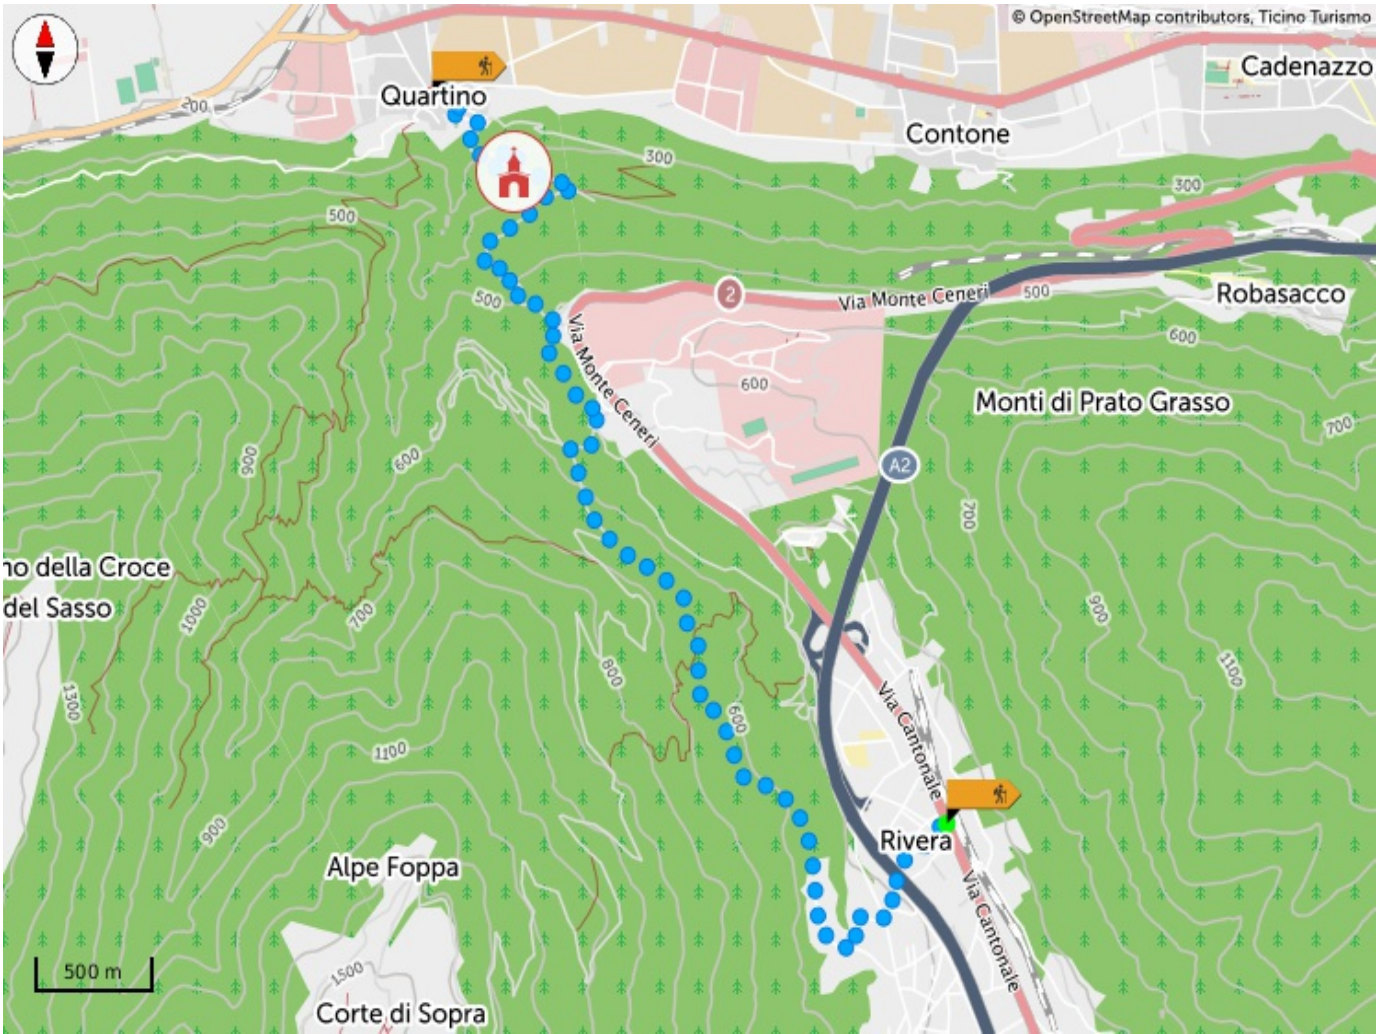 © OpenStreetMap contributors, Ticino Turismo
Cadenazzo
Quartino
200
Contone
300
300
500
500
2
Via Monte Ceneri
500
Robasacco
600
Via Monte Ceneri
600
Monti di Prato Grasso
700
900
600
A2
700
no della Croce
del Sasso
1000
700
900
800
1100
1300
600
Via Cantonale
1100
900
Rivera
Alpe Foppa
Via Cantonale
500 m
1500
Corte di Sopra